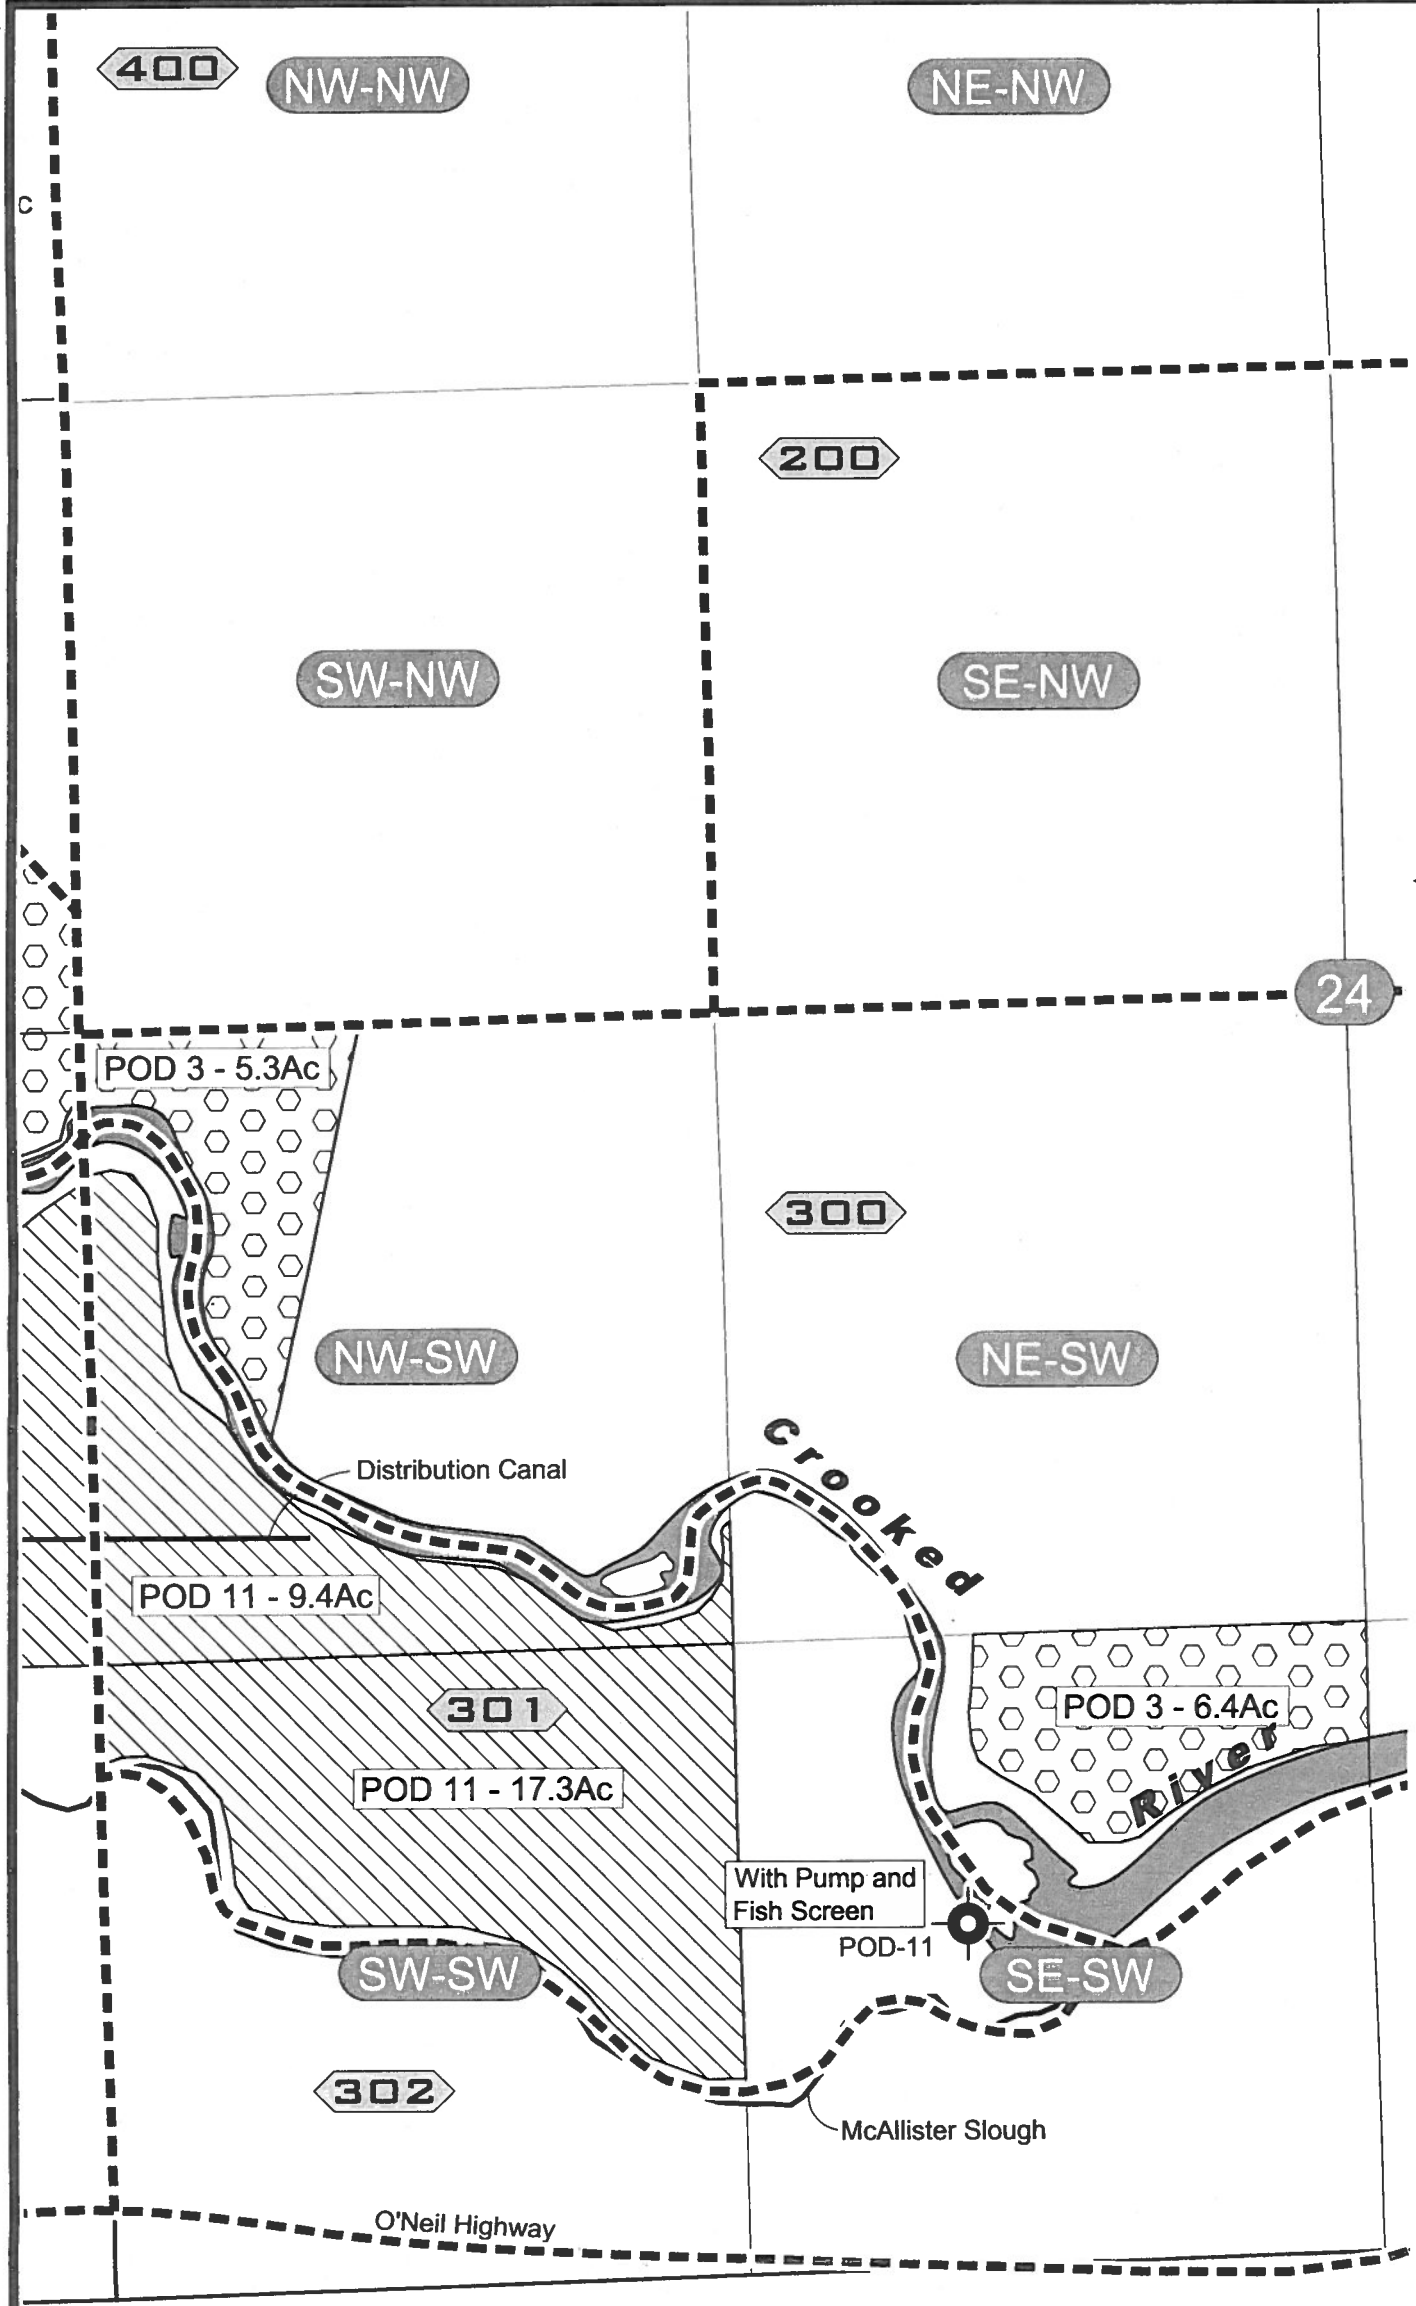 400
NW-NW
NE-NW
c
200
SW-NW
SE-NW
24
POD 3 - 5.3Ac
300
NW-SW
NE-SW
Crooked
Distribution Canal
POD 11 - 9.4Ac
301
POD 3 - 6.4Ac
River
POD 11 - 17.3Ac
With Pump and
Fish Screen
POD-11
SW-SW
SE-SW
302
McAllister Slough
O'Neil Highway